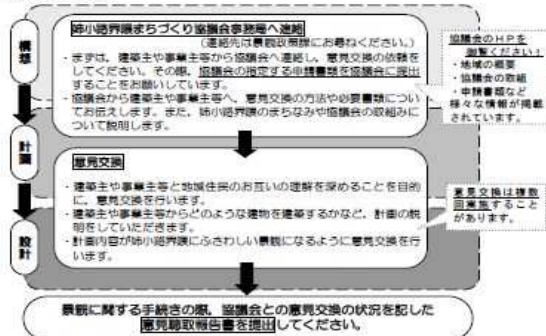 姉小路界隈まちづくり協議会事務局へ連絡
（連絡先は景観政策課にお尋ねください。）
・まずは、建築主や事業主等から協議会へ連絡し、意見交換の依頼を
してください。その際、協議会の指定する申請書類を協議会に提出
することをお願いしています。
・協議会から建築主や事業主等へ、意見交換の方法や必要書類につい
てお伝えします。また、姉小路界隈のまちなみや協議会の取組みに
ついて説明します。
協議会のＨＰを
御覧ください！
・地域の概要
・協議会の取組
・申請書類など
様々な情報が掲載
されています。
構想
計画
設計
意見交換
・建築主や事業主等と地域住民のお互いの理解を深めることを目的
に、意見交換を行います。
・建築主や事業主等からどのような建物を建築するかなど、計画の説
明をしていただきます。
・計画内容が姉小路界隈にふさわしい景観になるように意見交換を行
います。
意見交換は複数
回実施すること
があります。
景観に関する手続きの際、協議会との意見交換の状況を記した
意見聴取報告書を提出してください。